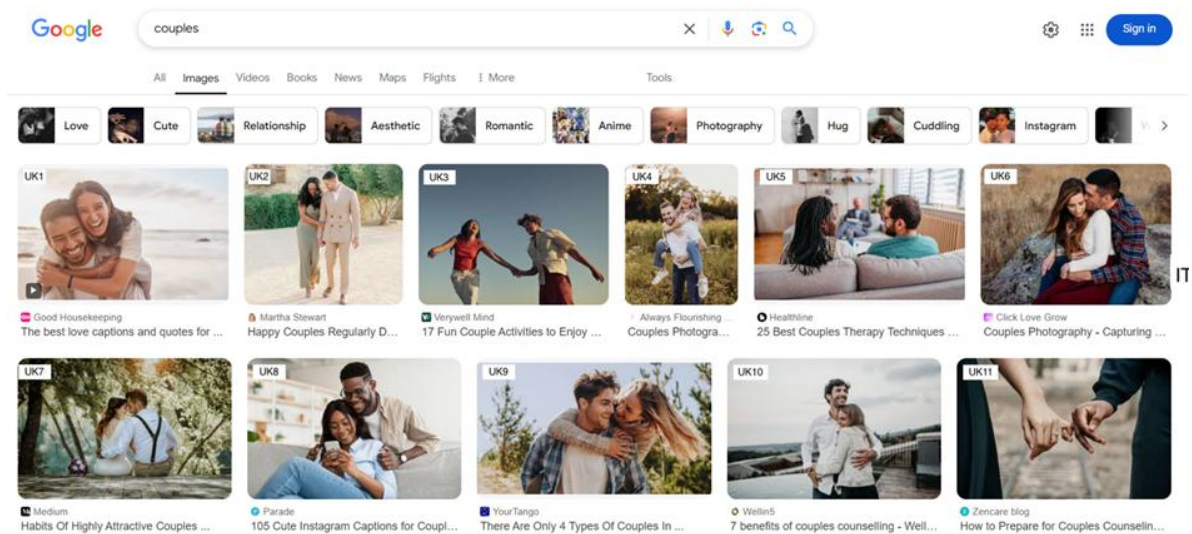 Google
couples
Sign in
All Images Videos Books News Maps Flights More Tools
Love Cute Relationship Aesthetic Romantic Anime Photography Hug Cuddling Instagram
UK1 UK2 UK3 UK4 UK5 UK6
IT
Good Housekeeping Martha Stewart Verywell Mind Always Flourishing ... Healthline Click Love Grow
The best love captions and quotes for ... Happy Couples Regularly D... 17 Fun Couple Activities to Enjoy ... Couples Photogra... 25 Best Couples Therapy Techniques ... Couples Photography - Capturing ...
UK7 UK8 UK9 UK10 UK11
Medium Parade YourTango Wellin5 Zencare blog
Habits Of Highly Attractive Couples ... 105 Cute Instagram Captions for Coupl... There Are Only 4 Types Of Couples In ... 7 benefits of couples counselling - Well... How to Prepare for Couples Counselin...